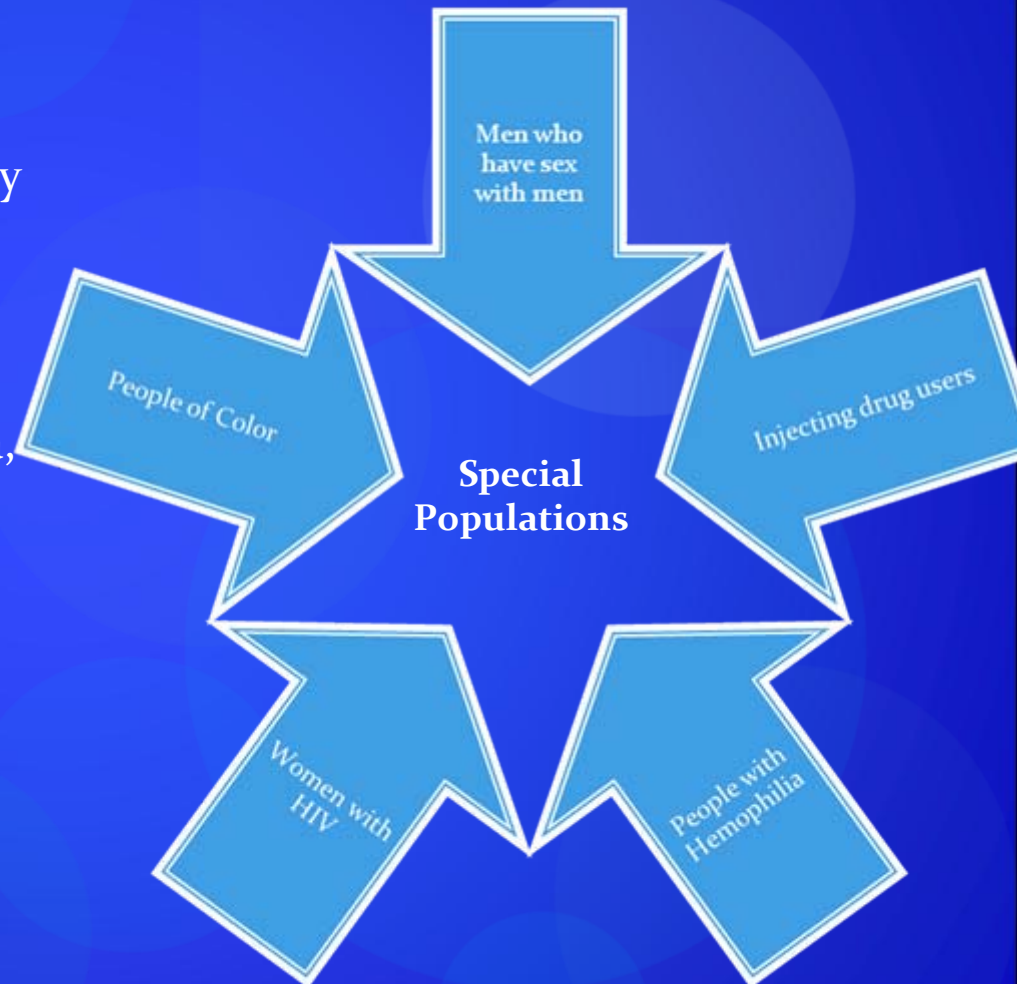 Men who
have sex
with men
People of Color
Injecting drug users
Special
Populations
Women with
HIV
People with
Hemophilia